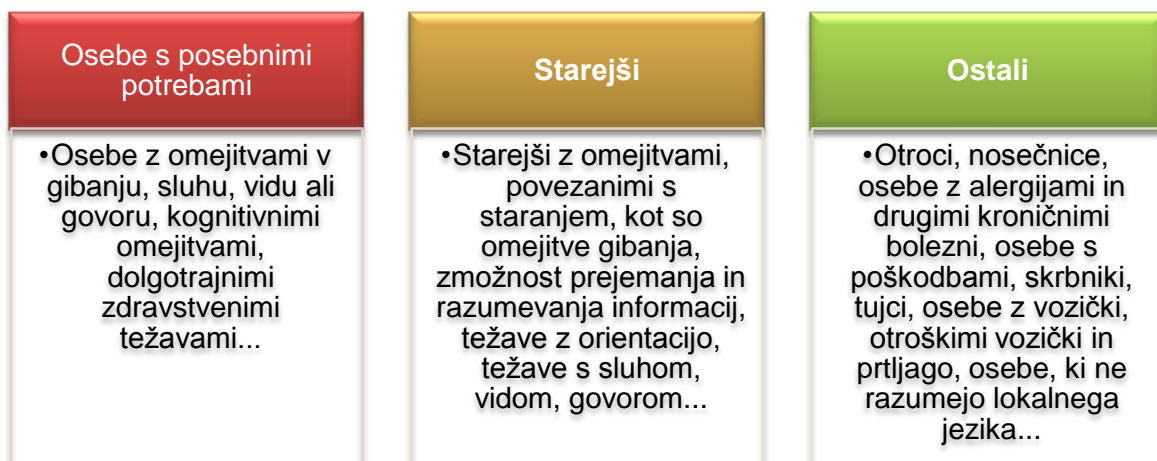 Osebe s posebnimi
potrebami
•Osebe z omejitvami v
gibanju, sluhu, vidu ali
govoru, kognitivnimi
omejitvami,
dolgotrajnimi
zdravstvenimi
težavami...
Starejši
•Starejši z omejitvami,
povezanimi s
staranjem, kot so
omejitve gibanja,
zmožnost prejemanja in
razumevanja informacij,
težave z orientacijo,
težave s sluhom,
vidom, govorom...
Ostali
•Otroci, nosečnice,
osebe z alergijami in
drugimi kroničnimi
bolezni, osebe s
poškodbami, skrbniki,
tujci, osebe z vozički,
otroškimi vozički in
prtljago, osebe, ki ne
razumejo lokalnega
jezika...